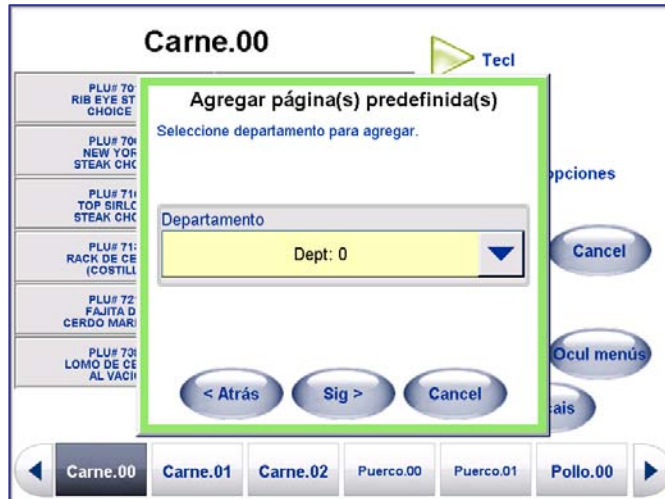 Carne.00
Tecl
PLU# 70
RIB EYE ST
CHOICE
PLU# 70
NEW YOR
STEAK CHO
PLU# 71
TOP SIRLO
STEAK CHO
PLU# 71
RACK DE CE
(COSTILL
PLU# 72
FAJITA D
CERDO MARI
PLU# 73
LOMO DE CE
AL VACI
Agregar página(s) predefinida(s)
Seleccione departamento para agregar.
Departamento
Dept: 0
< Atrás
Sig >
Cancel
opciones
Cancel
Ocul menús
ais
Carne.00
Carne.01
Carne.02
Puerco.00
Puerco.01
Pollo.00